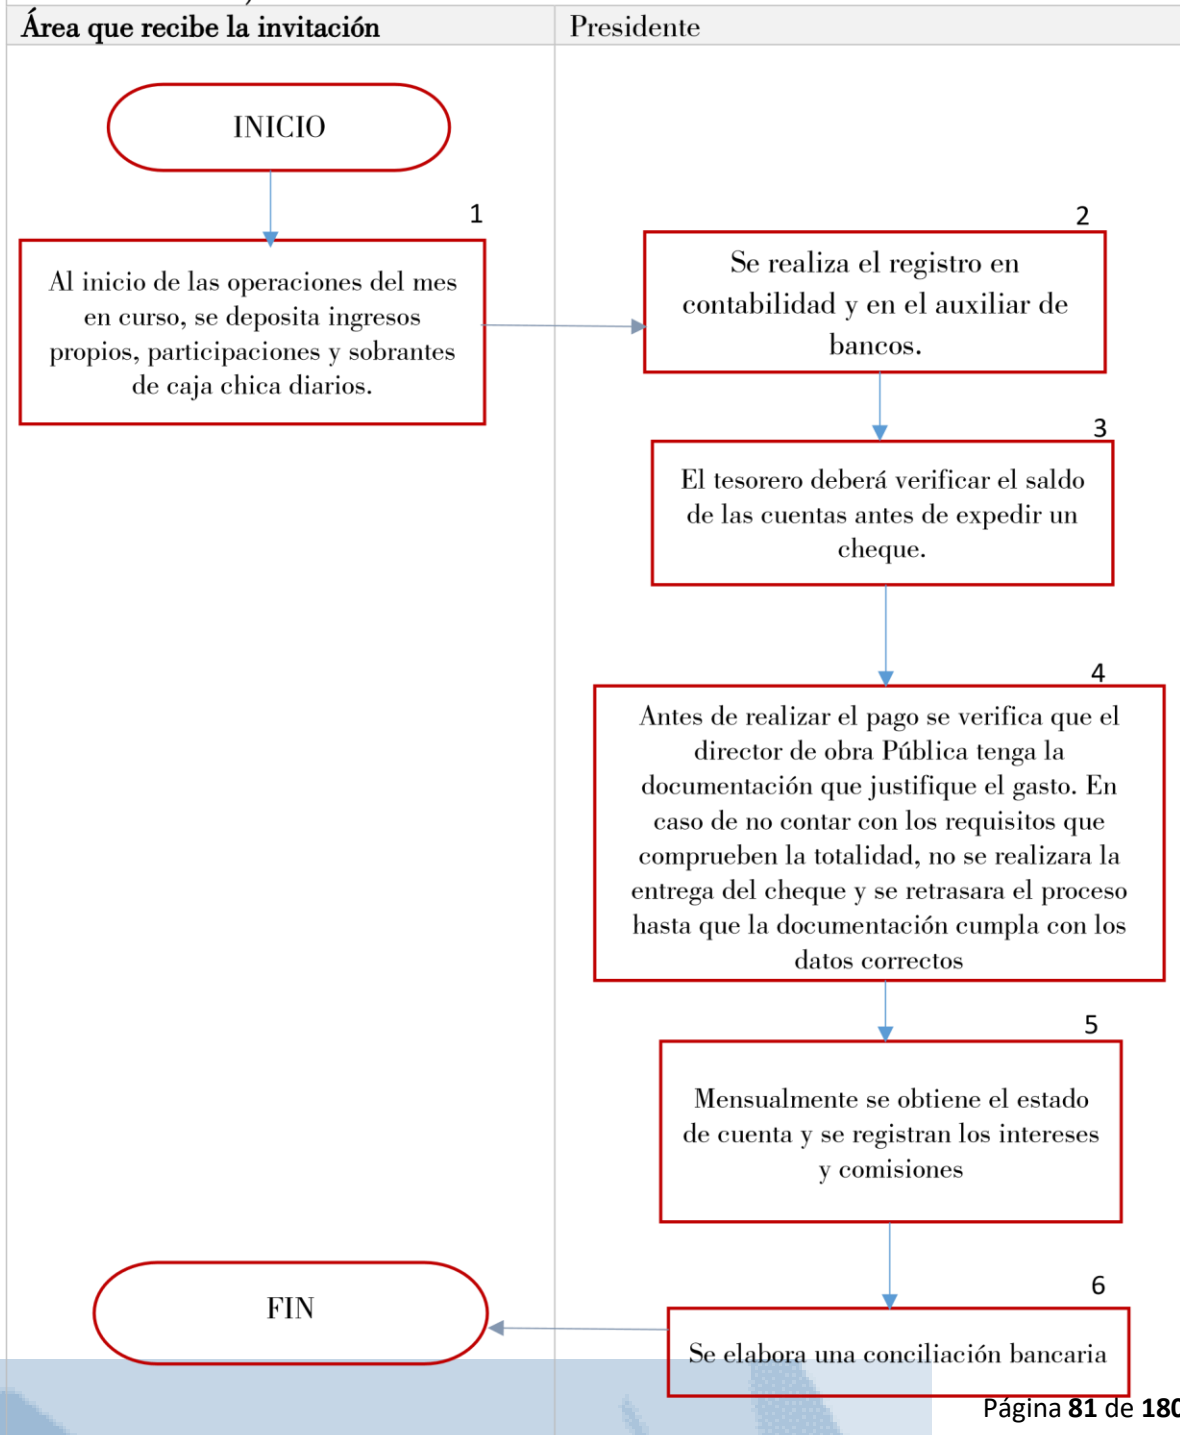 Área que recibe la invitación
Presidente
INICIO
1
Al inicio de las operaciones del mes
en curso, se deposita ingresos
propios, participaciones y sobrantes
de caja chica diarios.
2
Se realiza el registro en
contabilidad y en el auxiliar de
bancos.
3
El tesorero deberá verificar el saldo
de las cuentas antes de expedir un
cheque.
4
Antes de realizar el pago se verifica que el
director de obra Pública tenga la
documentación que justifique el gasto. En
caso de no contar con los requisitos que
comprueben la totalidad, no se realizara la
entrega del cheque y se retrasara el proceso
hasta que la documentación cumpla con los
datos correctos
5
Mensualmente se obtiene el estado
de cuenta y se registran los intereses
y comisiones
6
Se elabora una conciliación bancaria
FIN
Página 81 de 180